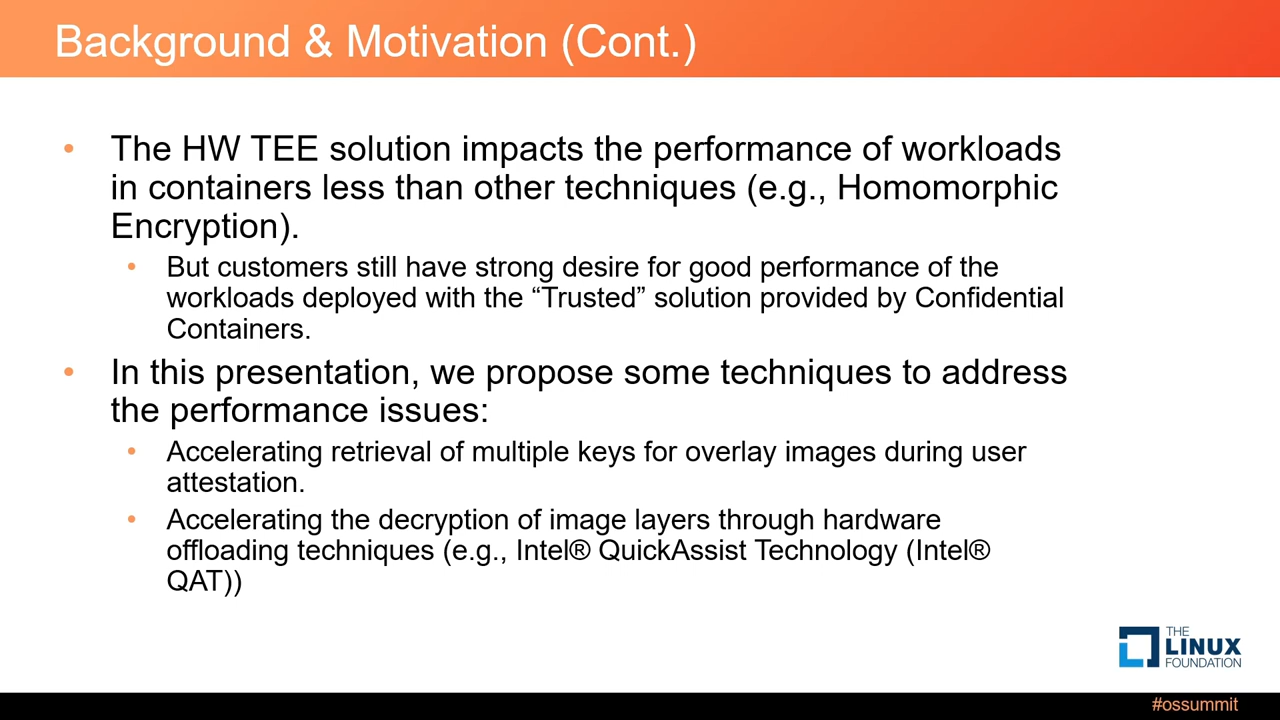 Background & Motivation (Cont.)
• The HW TEE solution impacts the performance of workloads
in containers less than other techniques (e.g., Homomorphic
Encryption).
• But customers still have strong desire for good performance of the
workloads deployed with the “Trusted” solution provided by Confidential
Containers.
• In this presentation, we propose some techniques to address
the performance issues:
• Accelerating retrieval of multiple keys for overlay images during user
attestation.
• Accelerating the decryption of image layers through hardware
offloading techniques (e.g., Intel® QuickAssist Technology (Intel®
QAT))
THE
LINUX
FOUNDATION
#ossummit